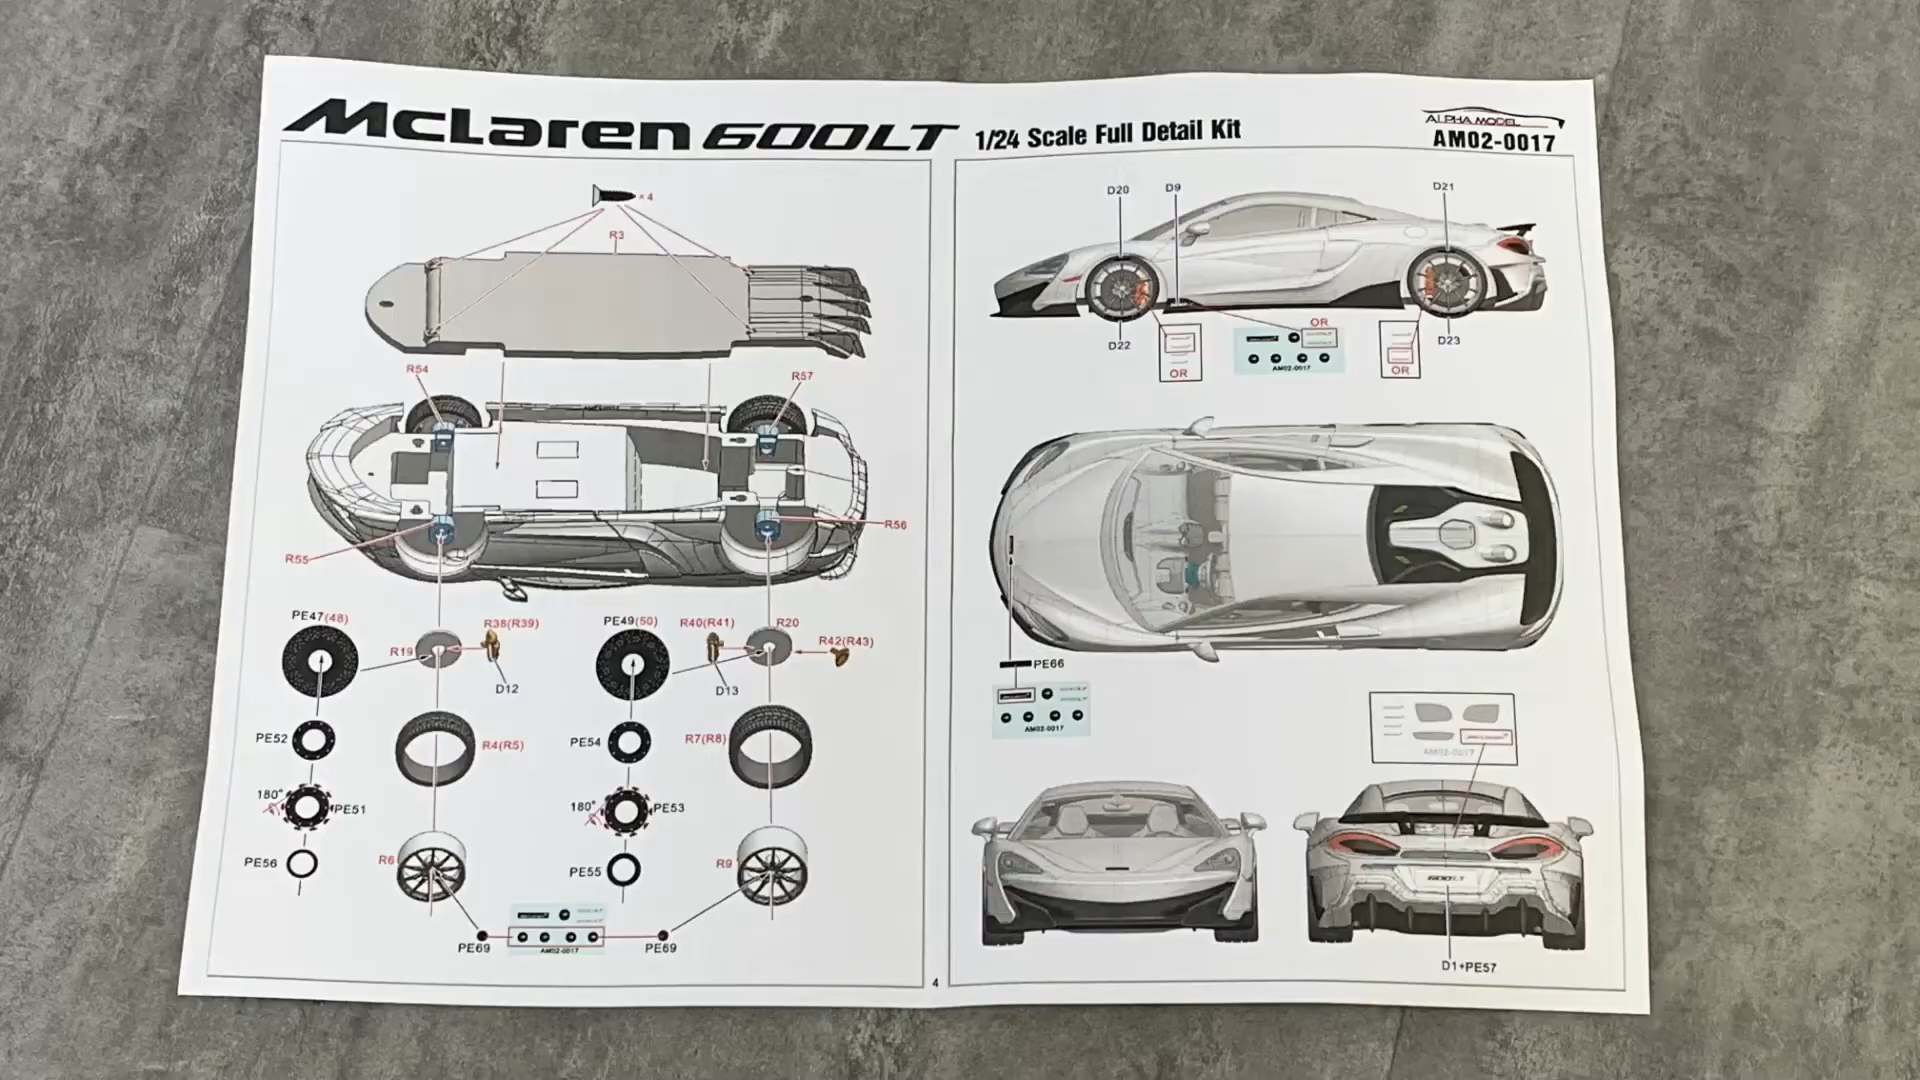 McLaren 600LT 1/24 Scale Full Detail Kit
ALPHA MODEL
AM02-0017
× 4
R3
R54
R57
R56
R55
PE47(48)
R38(R39)
R19
D12
PE49(50)
R40(R41)
R20
R42(R43)
D13
PE52
R4(R5)
PE54
R7(R8)
180°
PE51
180°
PE53
PE56
R6
PE55
R9
PE69
AM02-0017
PE69
4
D20
D9
D21
D22
OR
OR
AM02-0017
D23
OR
PE66
AM02-0017
AM02-0017
600LT
D1+PE57